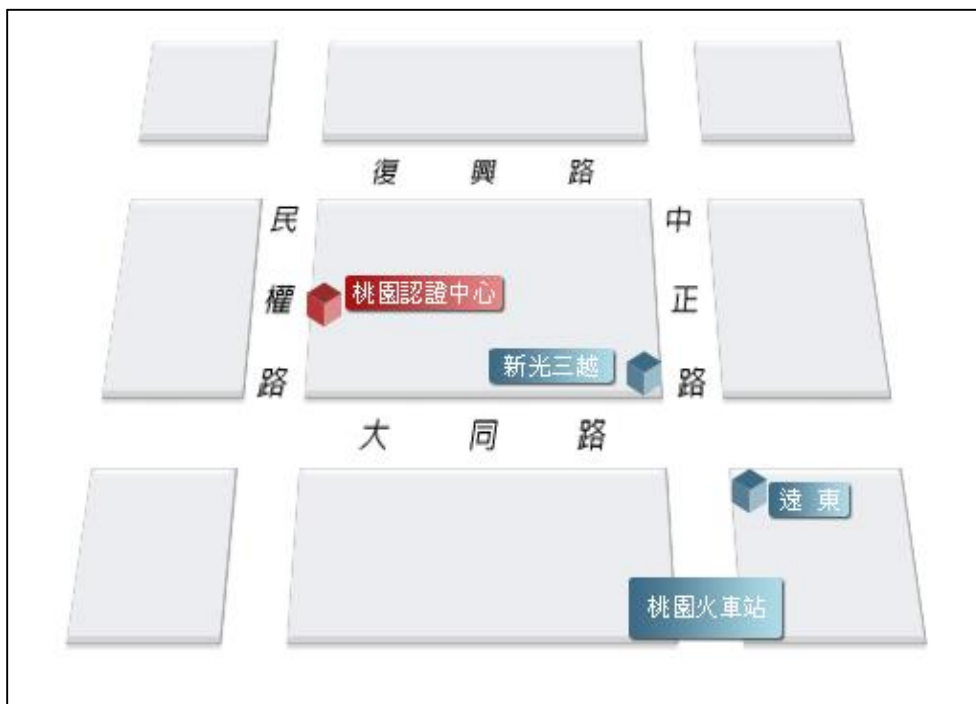 復興路
民權路
中正路
桃園認證中心
新光三越
大同路
遠東
桃園火車站